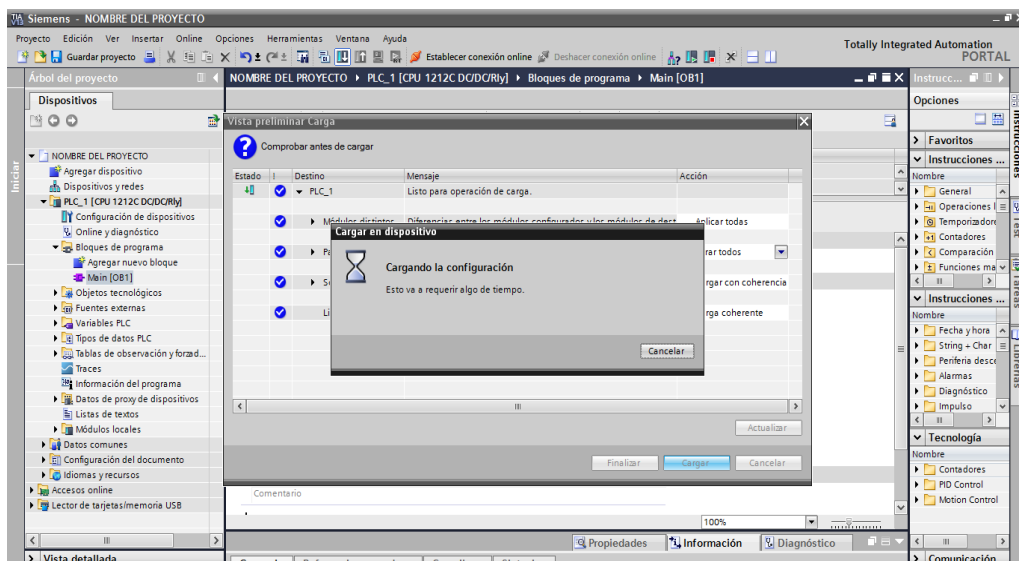 Siemens - NOMBRE DEL PROYECTO
Proyecto Edición Ver Insertar Online Opciones Herramientas Ventana Ayuda
Totally Integrated Automation
PORTAL
Guardar proyecto
Establecer conexión online
Deshacer conexión online
Árbol del proyecto
NOMBRE DEL PROYECTO PLC_1 [CPU 1212C DC/DC/Rly] Bloques de programa Main [OB1]
Instrucc...
Dispositivos
Opciones
Iniciar
NOMBRE DEL PROYECTO
Agregar dispositivo
Dispositivos y redes
PLC_1 [CPU 1212C DC/DC/Rly]
Configuración de dispositivos
Online y diagnóstico
Bloques de programa
Agregar nuevo bloque
Main [OB1]
Objetos tecnológicos
Fuentes externas
Variables PLC
Tipos de datos PLC
Tablas de observación y forzad...
Traces
Información del programa
Datos de proxy de dispositivos
Listas de textos
Módulos locales
Datos comunes
Configuración del documento
Idiomas y recursos
Accesos online
Lector de tarjetas/memoria USB
Vista detallada
Vista preliminar Carga
Comprobar antes de cargar
Estado ! Destino Mensaje Acción
PLC_1 Listo para operación de carga.
Módulos distintos Diferencias entre los módulos configurados y los módulos de dest Aplicar todas
rar todos
rgar con coherencia
rga coherente
Cargar en dispositivo
Cargando la configuración
Esto va a requerir algo de tiempo.
Cancelar
Actualizar
Finalizar Cargar Cancelar
Comentario
100%
Propiedades Información Diagnóstico
Favoritos
Instrucciones ...
Nombre
General
Operaciones l
Temporizadore
Contadores
Comparación
Funciones ma
Instrucciones ...
Nombre
Fecha y hora
String + Char
Periferia desce
Alarmas
Diagnóstico
Impulso
Tecnología
Nombre
Contadores
PID Control
Motion Control
Comunicación
Instrucciones
Test
Tareas
Librerías